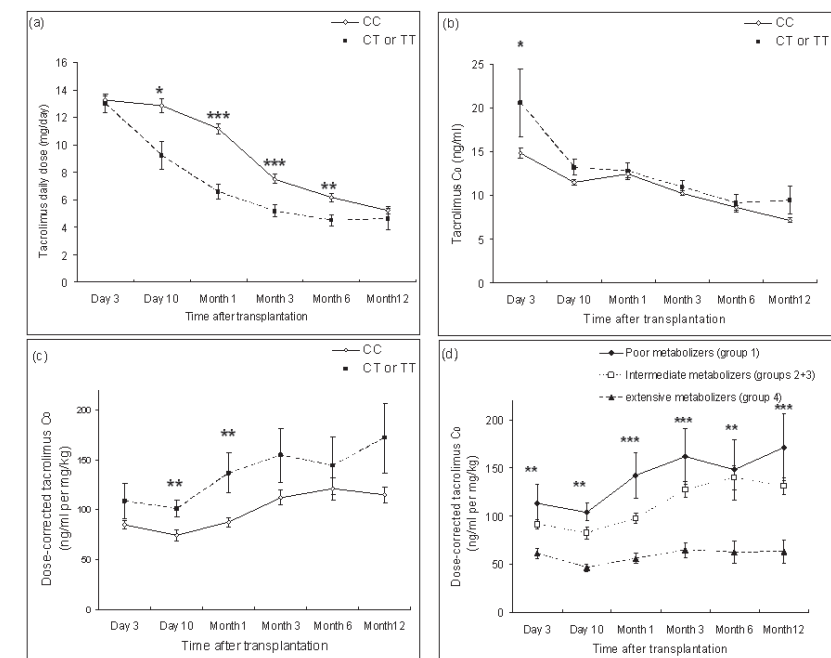 (a)
CC
CT or TT
*
***
***
**
16
14
12
10
8
6
4
2
0
Tacrolimus daily dose (mg/day)
Day 3 Day 10 Month 1 Month 3 Month 6 Month12
Time after transplantation
(b)
CC
CT or TT
*
25
20
15
10
5
0
Tacrolimus Co (ng/ml)
Day 3 Day 10 Month 1 Month 3 Month 6 Month12
Time after transplantation
(c)
CC
CT or TT
**
**
200
150
100
50
0
Dose-corrected tacrolimus Co
(ng/ml per mg/kg)
Day 3 Day 10 Month 1 Month 3 Month 6 Month12
Time after transplantation
(d)
Poor metabolizers (group 1)
Intermediate metabolizers (groups 2+3)
extensive metabolizers (group 4)
**
**
***
***
**
***
200
150
100
50
0
Dose-corrected tacrolimus Co
(ng/ml per mg/kg)
Day 3 Day 10 Month 1 Month 3 Month 6 Month12
Time after transplantation